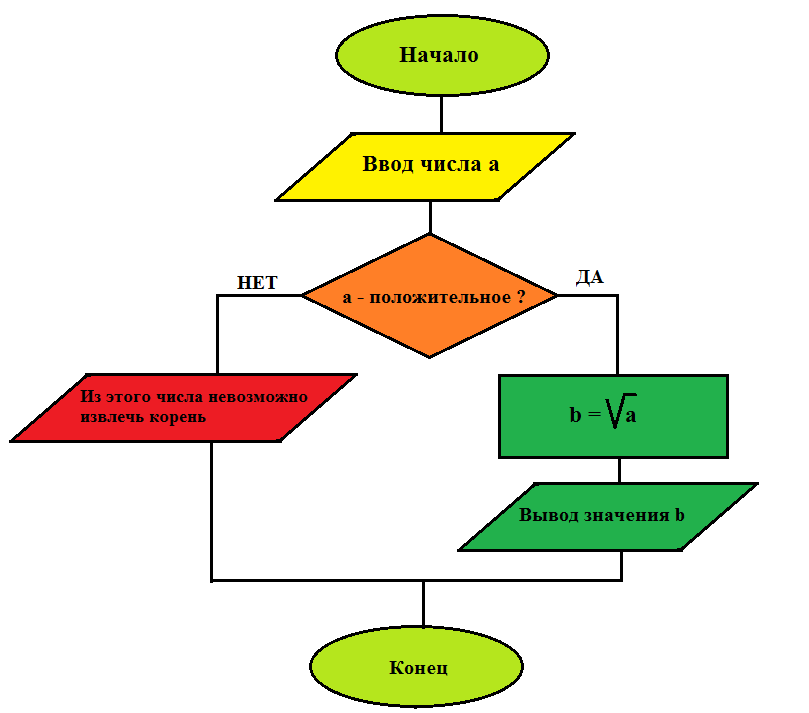 Начало
Ввод числа а
а - положительное ?
НЕТ
ДА
Из этого числа невозможно
извлечь корень
b = √a
Вывод значения b
Конец